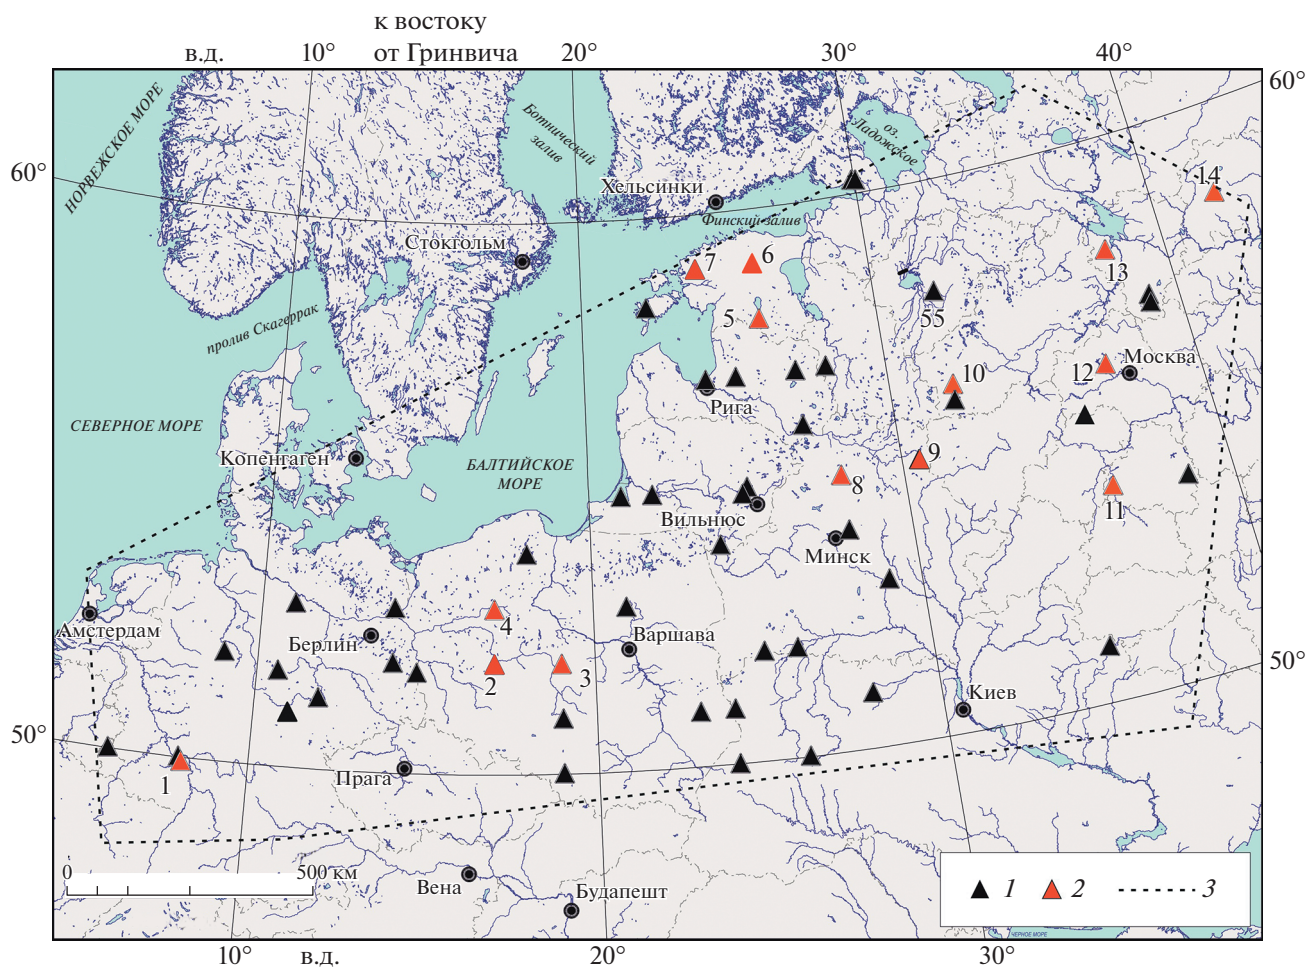 к востоку
в.д. 10° от Гринвича 20° 30° 40°
60°
НОРВЕЖСКОЕ МОРЕ
Ботнический
залив
оз.
Ладожское
60°
14
Хельсинки
Финский залив
Стокгольм
7
6
13
пролив Скагеррак
5
55
Москва
12
10
Рига
СЕВЕРНОЕ МОРЕ
Копенгаген
БАЛТИЙСКОЕ
МОРЕ
9
8
11
Вильнюс
Минск
4
Амстердам
Берлин
Варшава
50°
2
3
Киев
50°
1
Прага
0
500 км
Вена
Будапешт
1
2
3
ЧЕРНОЕ МОРЕ
10° в.д. 20° 30°